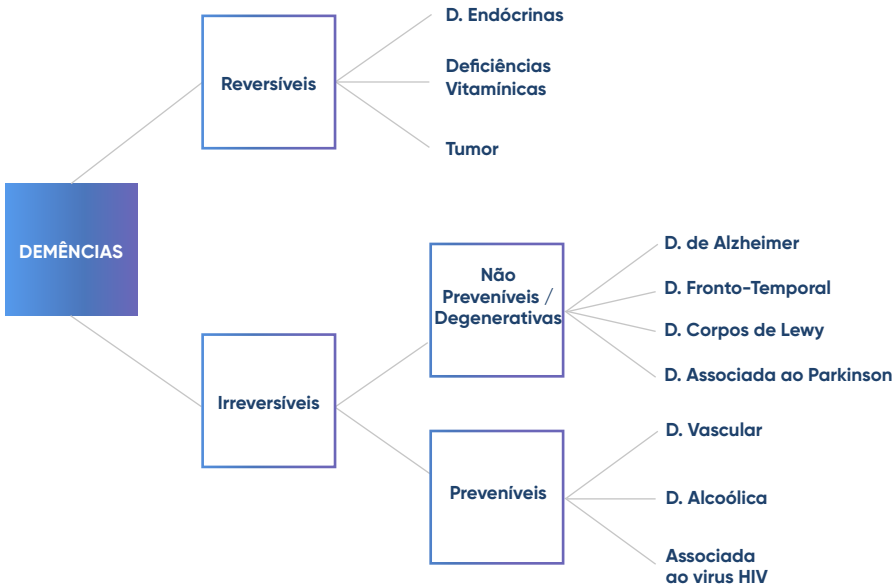 D. Endócrinas
Deficiências
Vitamínicas
Tumor
Reversíveis
DEMÊNCIAS
Irreversíveis
Não
Preveníveis /
Degenerativas
D. de Alzheimer
D. Fronto-Temporal
D. Corpos de Lewy
D. Associada ao Parkinson
Preveníveis
D. Vascular
D. Alcoólica
Associada
ao virus HIV